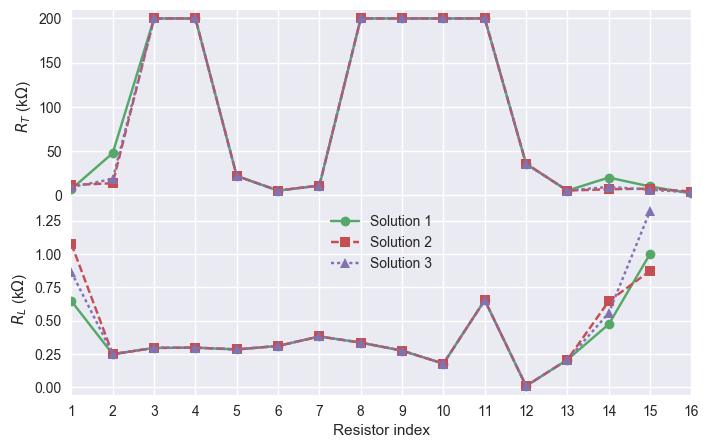 200
150
100
50
0
R_T (kΩ)
1.25
1.00
0.75
0.50
0.25
0.00
R_L (kΩ)
Solution 1
Solution 2
Solution 3
1 2 3 4 5 6 7 8 9 10 11 12 13 14 15 16
Resistor index